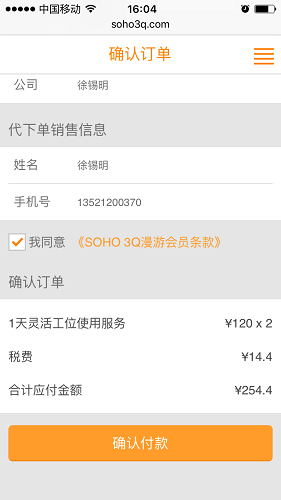 中国移动 16:04
soho3q.com
确认订单
公司 徐锡明
代下单销售信息
姓名 徐锡明
手机号 13521200370
我同意 《SOHO 3Q漫游会员条款》
确认订单
1天灵活工位使用服务 ¥120 x 2
税费 ¥14.4
合计应付金额 ¥254.4
确认付款